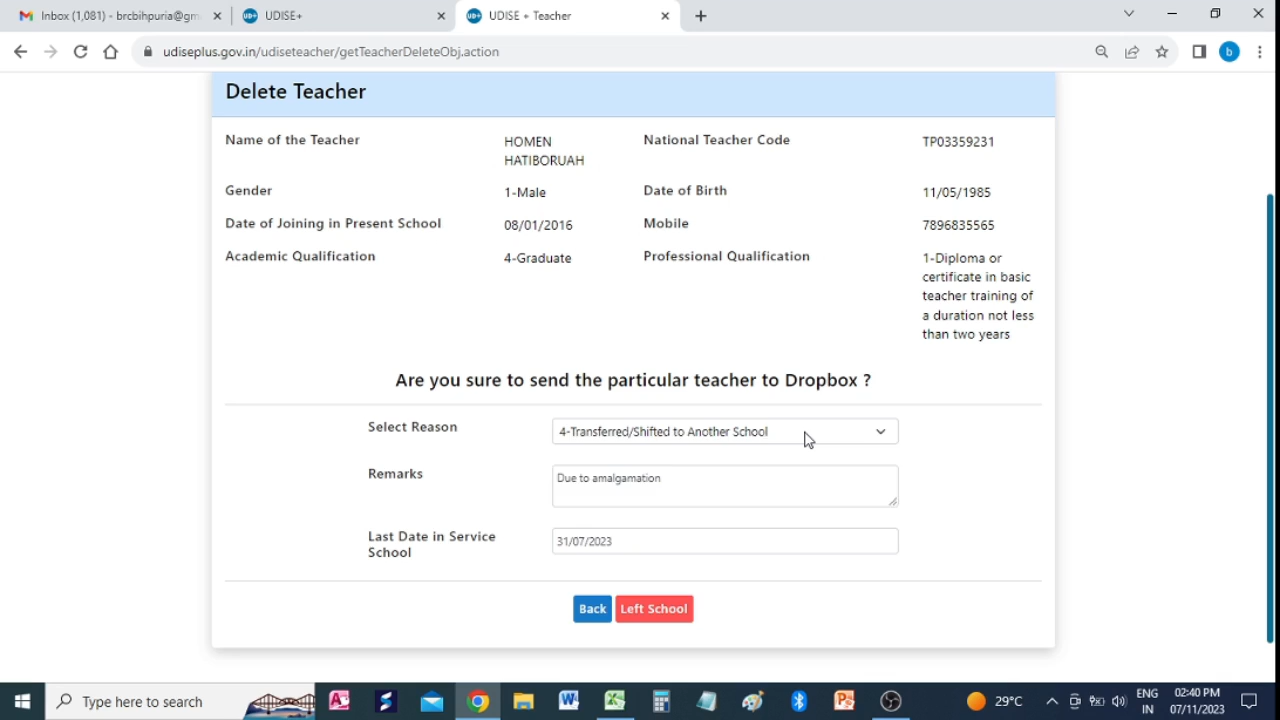 Inbox (1,081) - brcbihpuria@gm
UDISE+
UDISE + Teacher
udiseplus.gov.in/udiseteacher/getTeacherDeleteObj.action
b
Delete Teacher
Name of the Teacher
HOMEN
HATIBORUAH
National Teacher Code
TP03359231
Gender
1-Male
Date of Birth
11/05/1985
Date of Joining in Present School
08/01/2016
Mobile
7896835565
Academic Qualification
4-Graduate
Professional Qualification
1-Diploma or
certificate in basic
teacher training of
a duration not less
than two years
Are you sure to send the particular teacher to Dropbox ?
Select Reason
4-Transferred/Shifted to Another School
Remarks
Due to amalgamation
Last Date in Service
School
31/07/2023
Back
Left School
Type here to search
29°C
ENG
IN
02:40 PM
07/11/2023